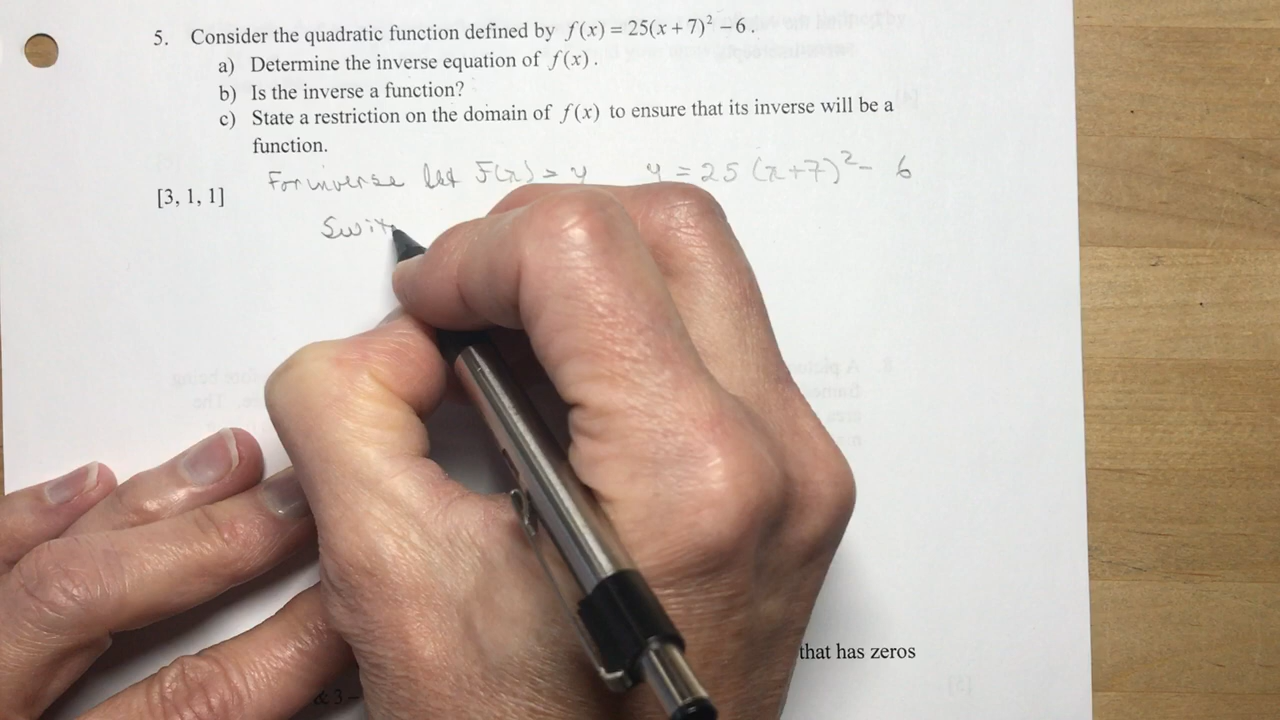 5. Consider the quadratic function defined by f(x) = 25(x + 7)² − 6.
a) Determine the inverse equation of f(x).
b) Is the inverse a function?
c) State a restriction on the domain of f(x) to ensure that its inverse will be a
function.
For inverse let f(x) = y y = 25 (x+7)² - 6
[3, 1, 1]
Swit
that has zeros
& 3 -